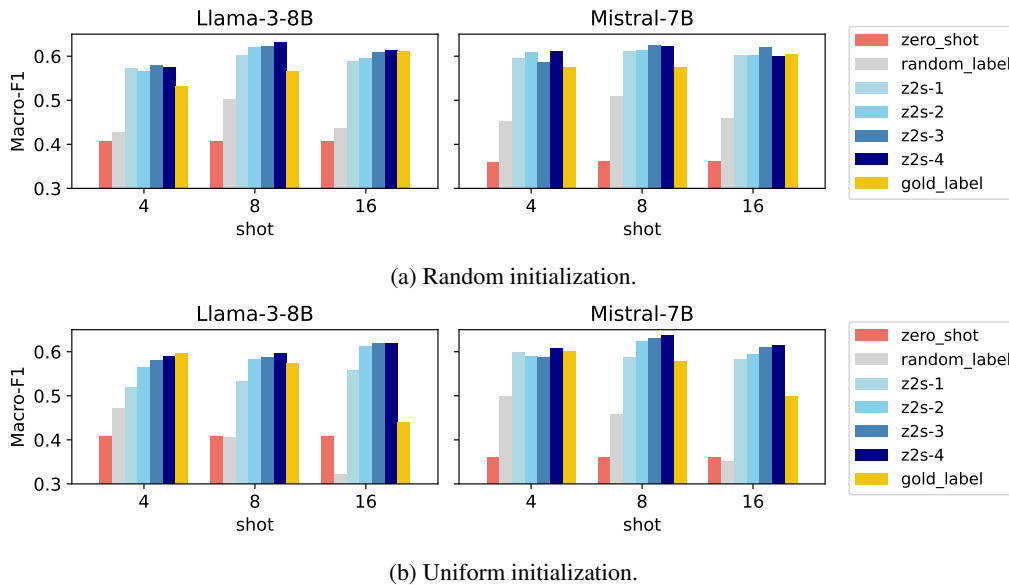 Llama-3-8B
Mistral-7B
Macro-F1
0.6
0.5
0.4
0.3
4 8 16
shot
4 8 16
shot
zero_shot
random_label
z2s-1
z2s-2
z2s-3
z2s-4
gold_label
(a) Random initialization.
Llama-3-8B
Mistral-7B
Macro-F1
0.6
0.5
0.4
0.3
4 8 16
shot
4 8 16
shot
zero_shot
random_label
z2s-1
z2s-2
z2s-3
z2s-4
gold_label
(b) Uniform initialization.